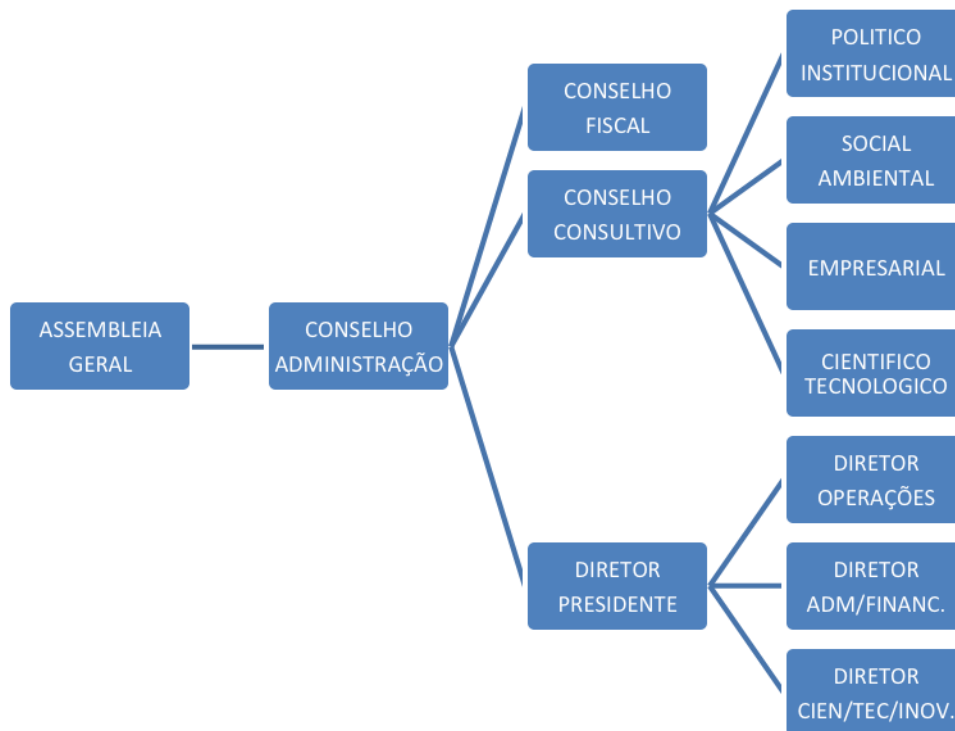 ASSEMBLEIA
GERAL
CONSELHO
ADMINISTRAÇÃO
CONSELHO
FISCAL
CONSELHO
CONSULTIVO
POLITICO
INSTITUCIONAL
SOCIAL
AMBIENTAL
EMPRESARIAL
CIENTIFICO
TECNOLOGICO
DIRETOR
PRESIDENTE
DIRETOR
OPERAÇÕES
DIRETOR
ADM/FINANC.
DIRETOR
CIEN/TEC/INOV.